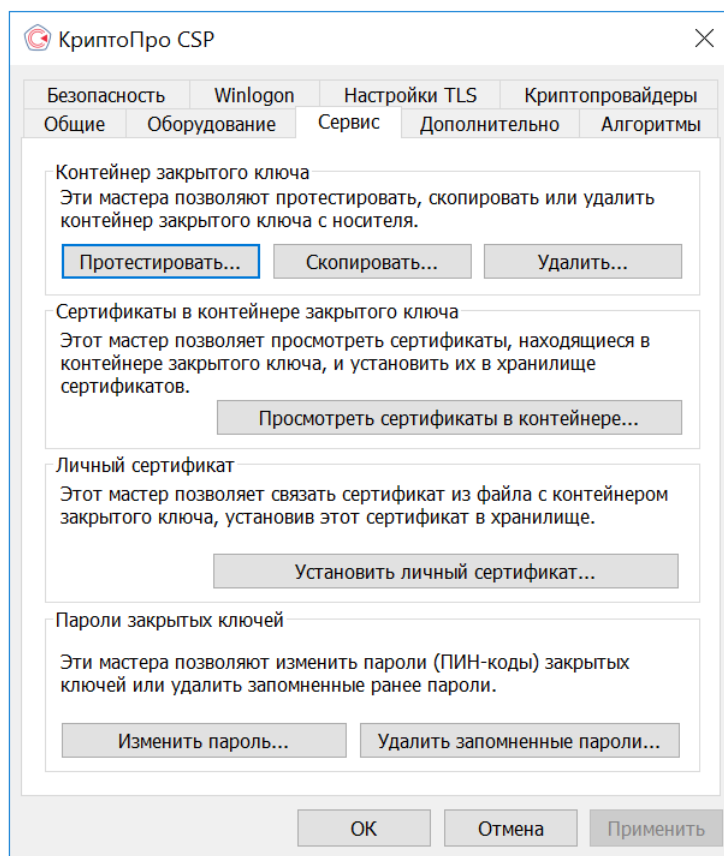 КриптоПро CSP
Безопасность Winlogon Настройки TLS Криптопровайдеры
Общие Оборудование Сервис Дополнительно Алгоритмы
Контейнер закрытого ключа
Эти мастера позволяют протестировать, скопировать или удалить
контейнер закрытого ключа с носителя.
Протестировать... Скопировать... Удалить...
Сертификаты в контейнере закрытого ключа
Этот мастер позволяет просмотреть сертификаты, находящиеся в
контейнере закрытого ключа, и установить их в хранилище
сертификатов.
Просмотреть сертификаты в контейнере...
Личный сертификат
Этот мастер позволяет связать сертификат из файла с контейнером
закрытого ключа, установив этот сертификат в хранилище.
Установить личный сертификат...
Пароли закрытых ключей
Эти мастера позволяют изменить пароли (ПИН-коды) закрытых
ключей или удалить запомненные ранее пароли.
Изменить пароль... Удалить запомненные пароли...
ОК Отмена Применить